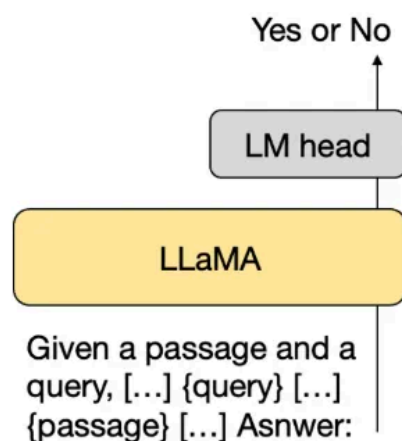 Yes or No
LM head
LLaMA
Given a passage and a
query, [...] {query} [...]
{passage} [...] Asnwer: